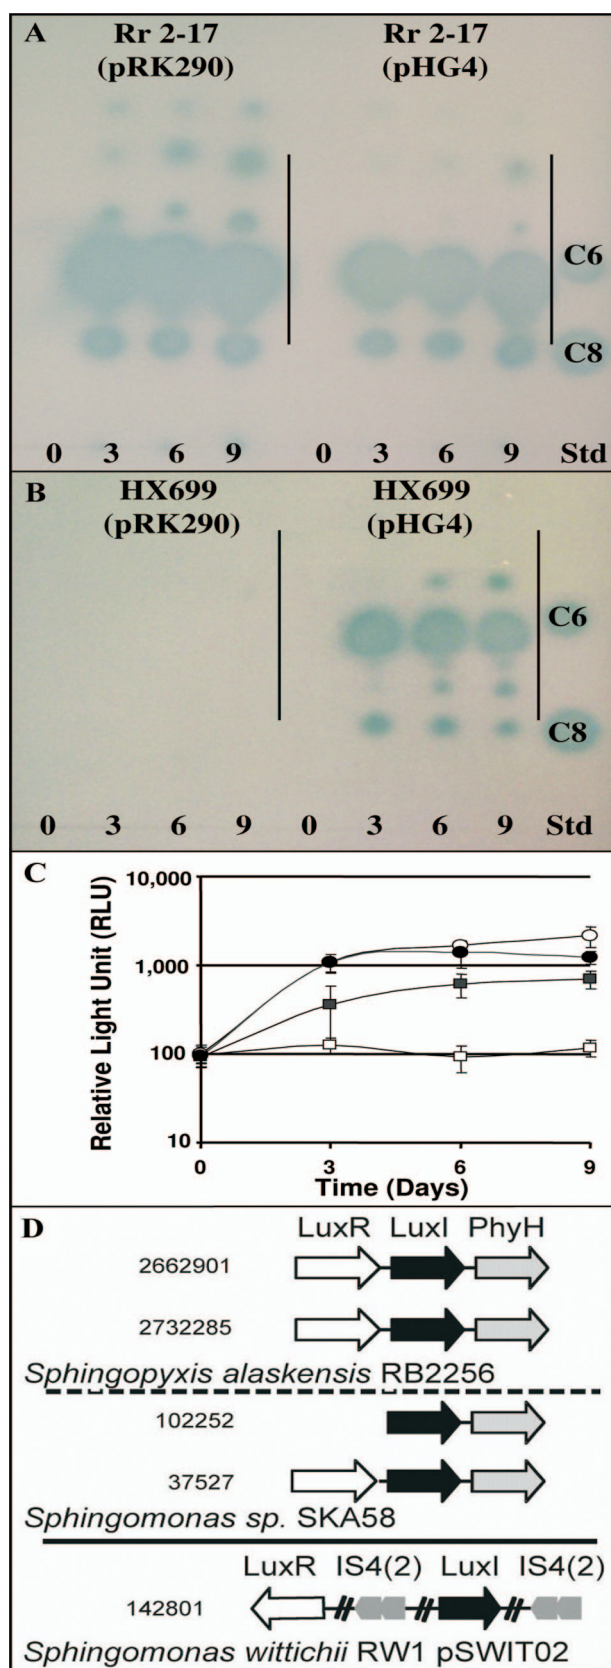 A
Rr 2-17 Rr 2-17
(pRK290) (pHG4)
C6
C8
0 3 6 9 0 3 6 9 Std
B
HX699 HX699
(pRK290) (pHG4)
C6
C8
0 3 6 9 0 3 6 9 Std
C
Relative Light Unit (RLU)
10,000
1,000
100
10
0 3 6 9
Time (Days)
D
LuxR LuxI PhyH
2662901
2732285
Sphingopyxis alaskensis RB2256
102252
37527
Sphingomonas sp. SKA58
LuxR IS4(2) LuxI IS4(2)
142801
Sphingomonas wittichii RW1 pSWIT02